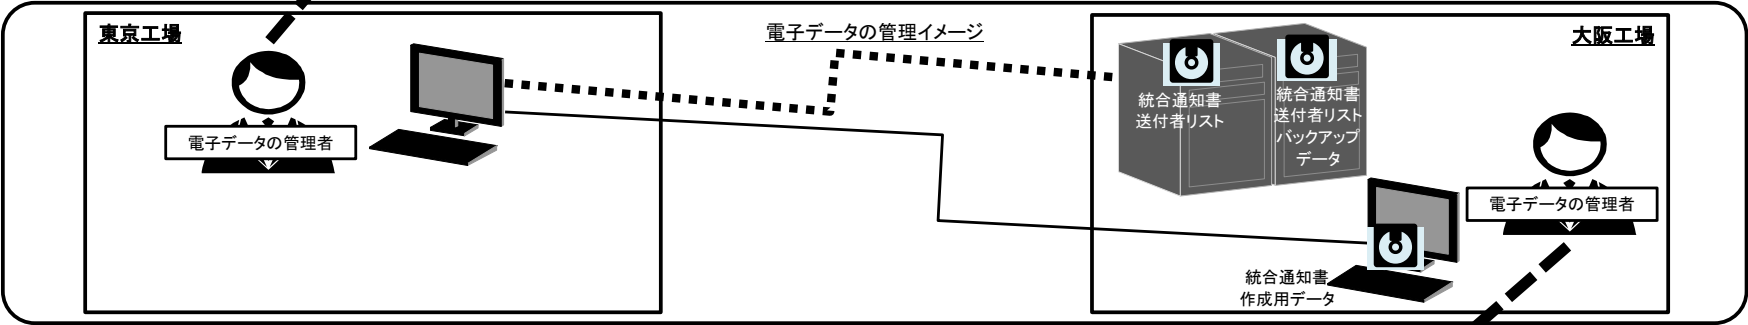 東京工場
電子データの管理イメージ
大阪工場
電子データの管理者
統合通知書
送付者リスト
統合通知書
送付者リスト
バックアップ
データ
電子データの管理者
統合通知書
作成用データ